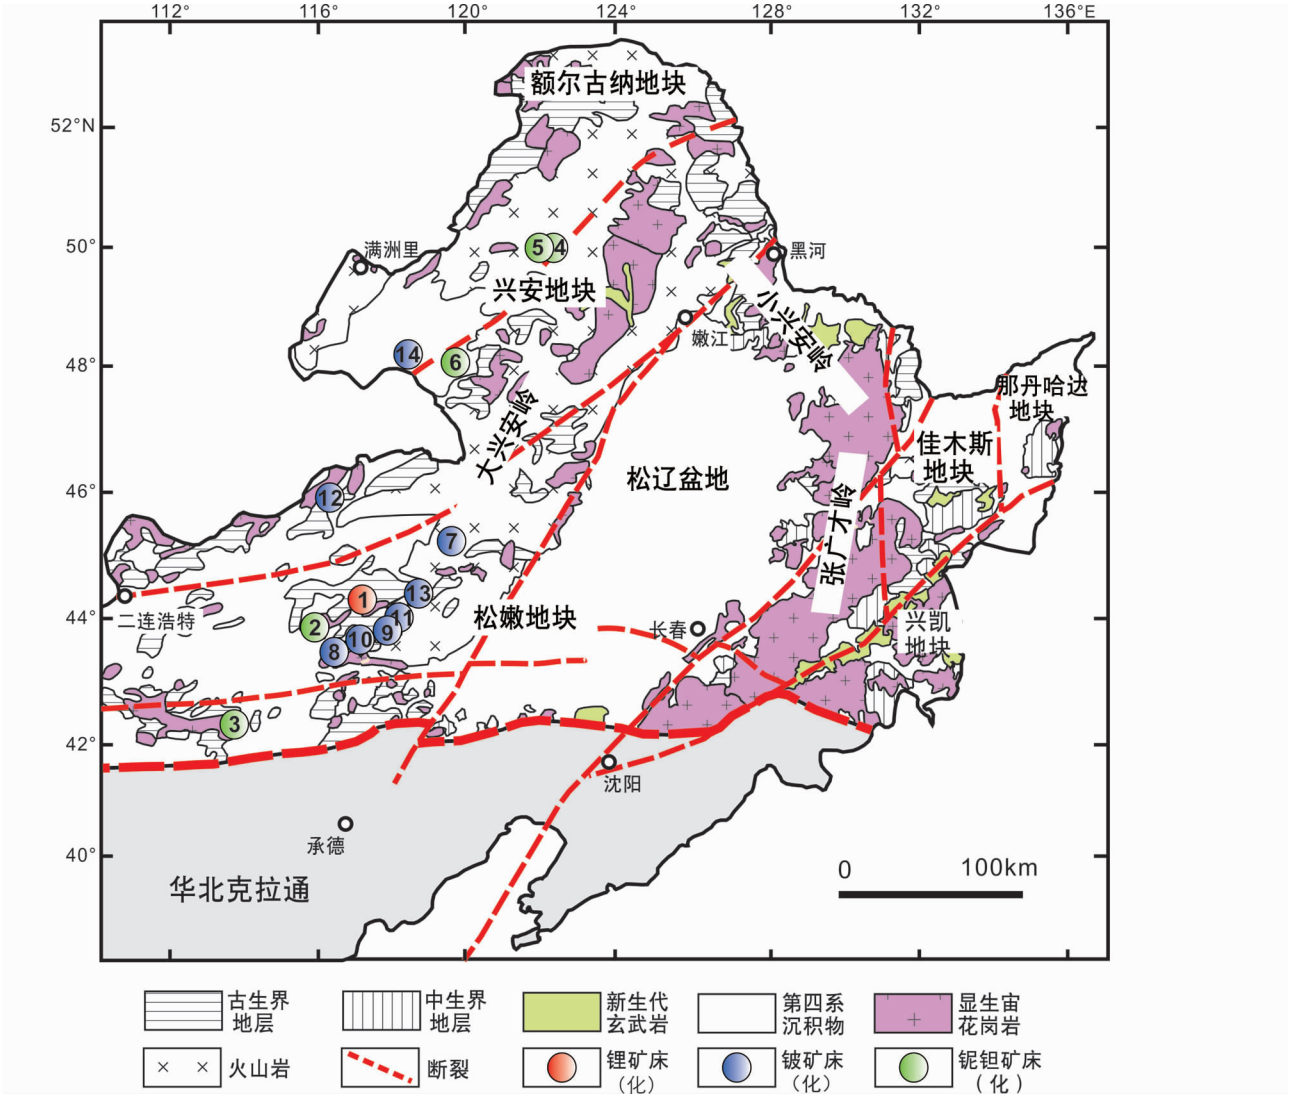 112°
116°
120°
124°
128°
132°
136°E
52°N
50°
48°
46°
44°
42°
40°
额尔古纳地块
满洲里
5
4
黑河
兴安地块
小兴安岭
嫩江
14
6
那丹哈达
地块
大兴安岭
佳木斯
地块
松辽盆地
12
张广才岭
7
二连浩特
1
13
2
11
9
10
8
松嫩地块
长春
兴凯
地块
3
沈阳
承德
华北克拉通
0
100km
古生界
地层
中生界
地层
新生代
玄武岩
第四系
沉积物
显生宙
花岗岩
火山岩
断裂
锂矿床
(化)
铍矿床
(化)
铌钽矿床
(化)